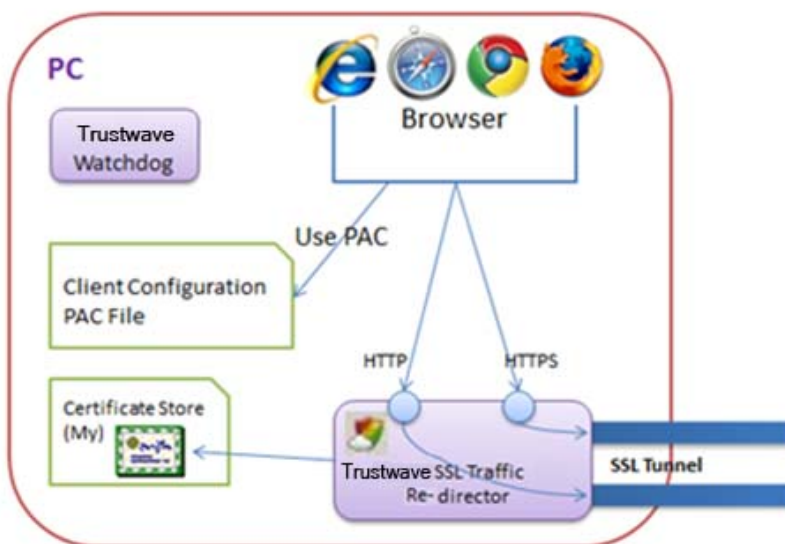 PC
Browser
Trustwave
Watchdog
Use PAC
Client Configuration
PAC File
HTTP
HTTPS
Certificate Store
(My)
Trustwave SSL Traffic
Re-director
SSL Tunnel